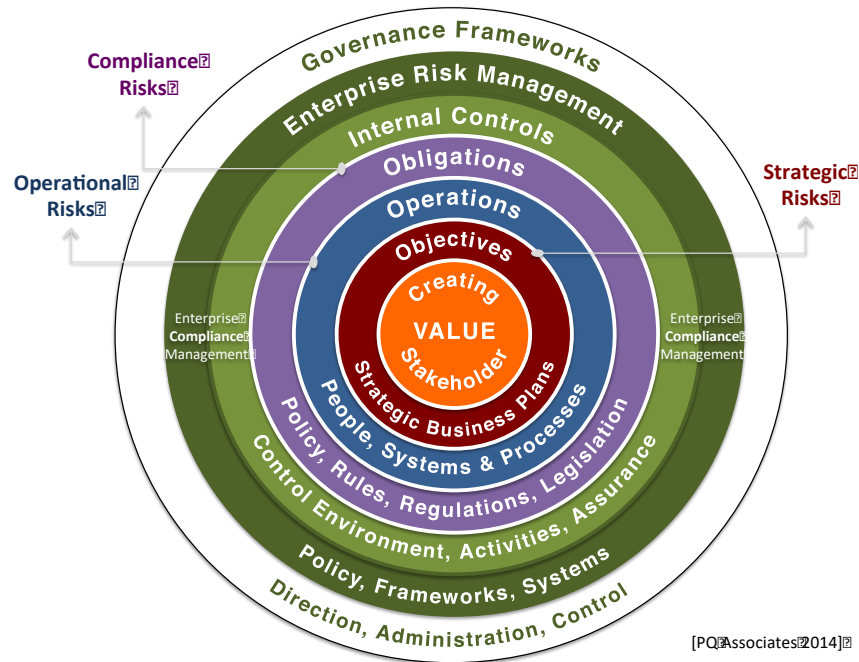 Governance Frameworks
Compliance
Risks
Enterprise Risk Management
Internal Controls
Obligations
Operational
Risks
Strategic
Risks
Operations
Objectives
Creating
VALUE
Stakeholder
Enterprise
Compliance
Management
Enterprise
Compliance
Management
Strategic Business Plans
People, Systems & Processes
Policy, Rules, Regulations, Legislation
Control Environment, Activities, Assurance
Policy, Frameworks, Systems
Direction, Administration, Control
[PQ Associates 2014]